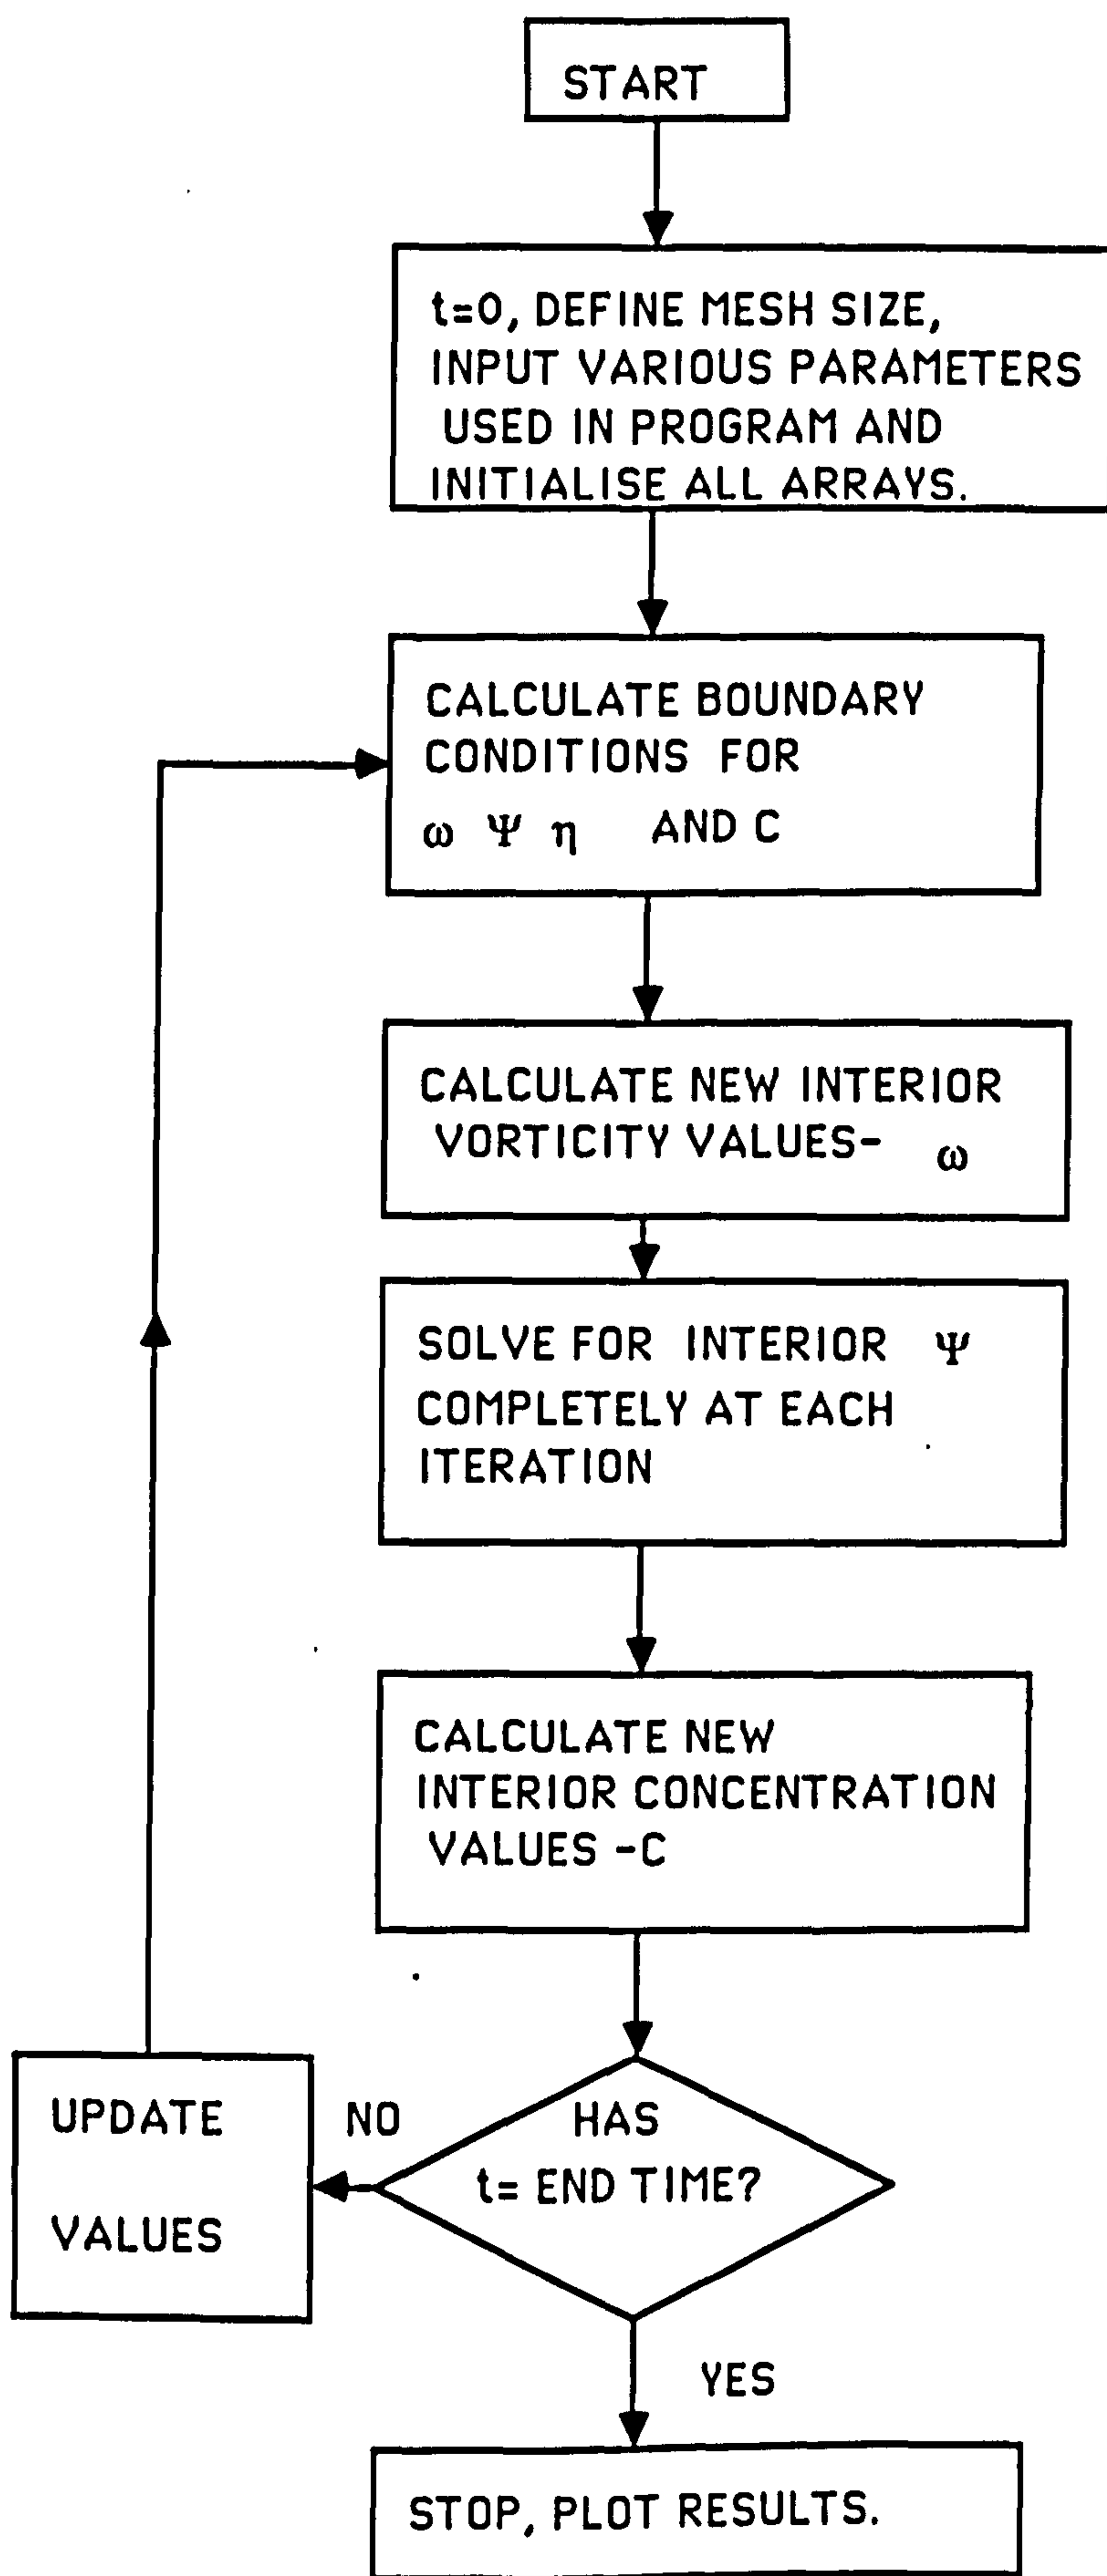 START
t=0, DEFINE MESH SIZE,
INPUT VARIOUS PARAMETERS
USED IN PROGRAM AND
INITIALISE ALL ARRAYS.
CALCULATE BOUNDARY
CONDITIONS FOR
ω Ψ η AND C
CALCULATE NEW INTERIOR
VORTICITY VALUES- ω
SOLVE FOR INTERIOR Ψ
COMPLETELY AT EACH
ITERATION
CALCULATE NEW
INTERIOR CONCENTRATION
VALUES -C
HAS
t= END TIME?
NO
UPDATE
VALUES
YES
STOP, PLOT RESULTS.